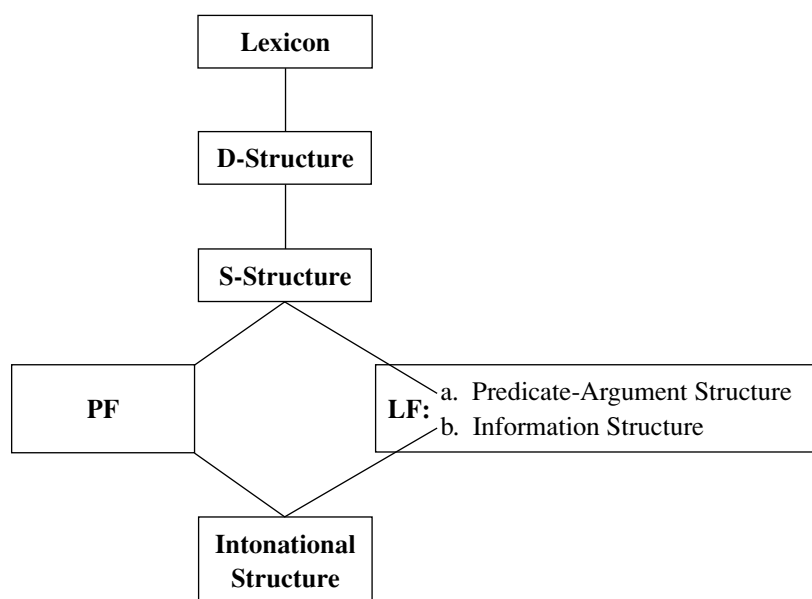 Lexicon
D-Structure
S-Structure
PF
LF:
a. Predicate-Argument Structure
b. Information Structure
Intonational
Structure